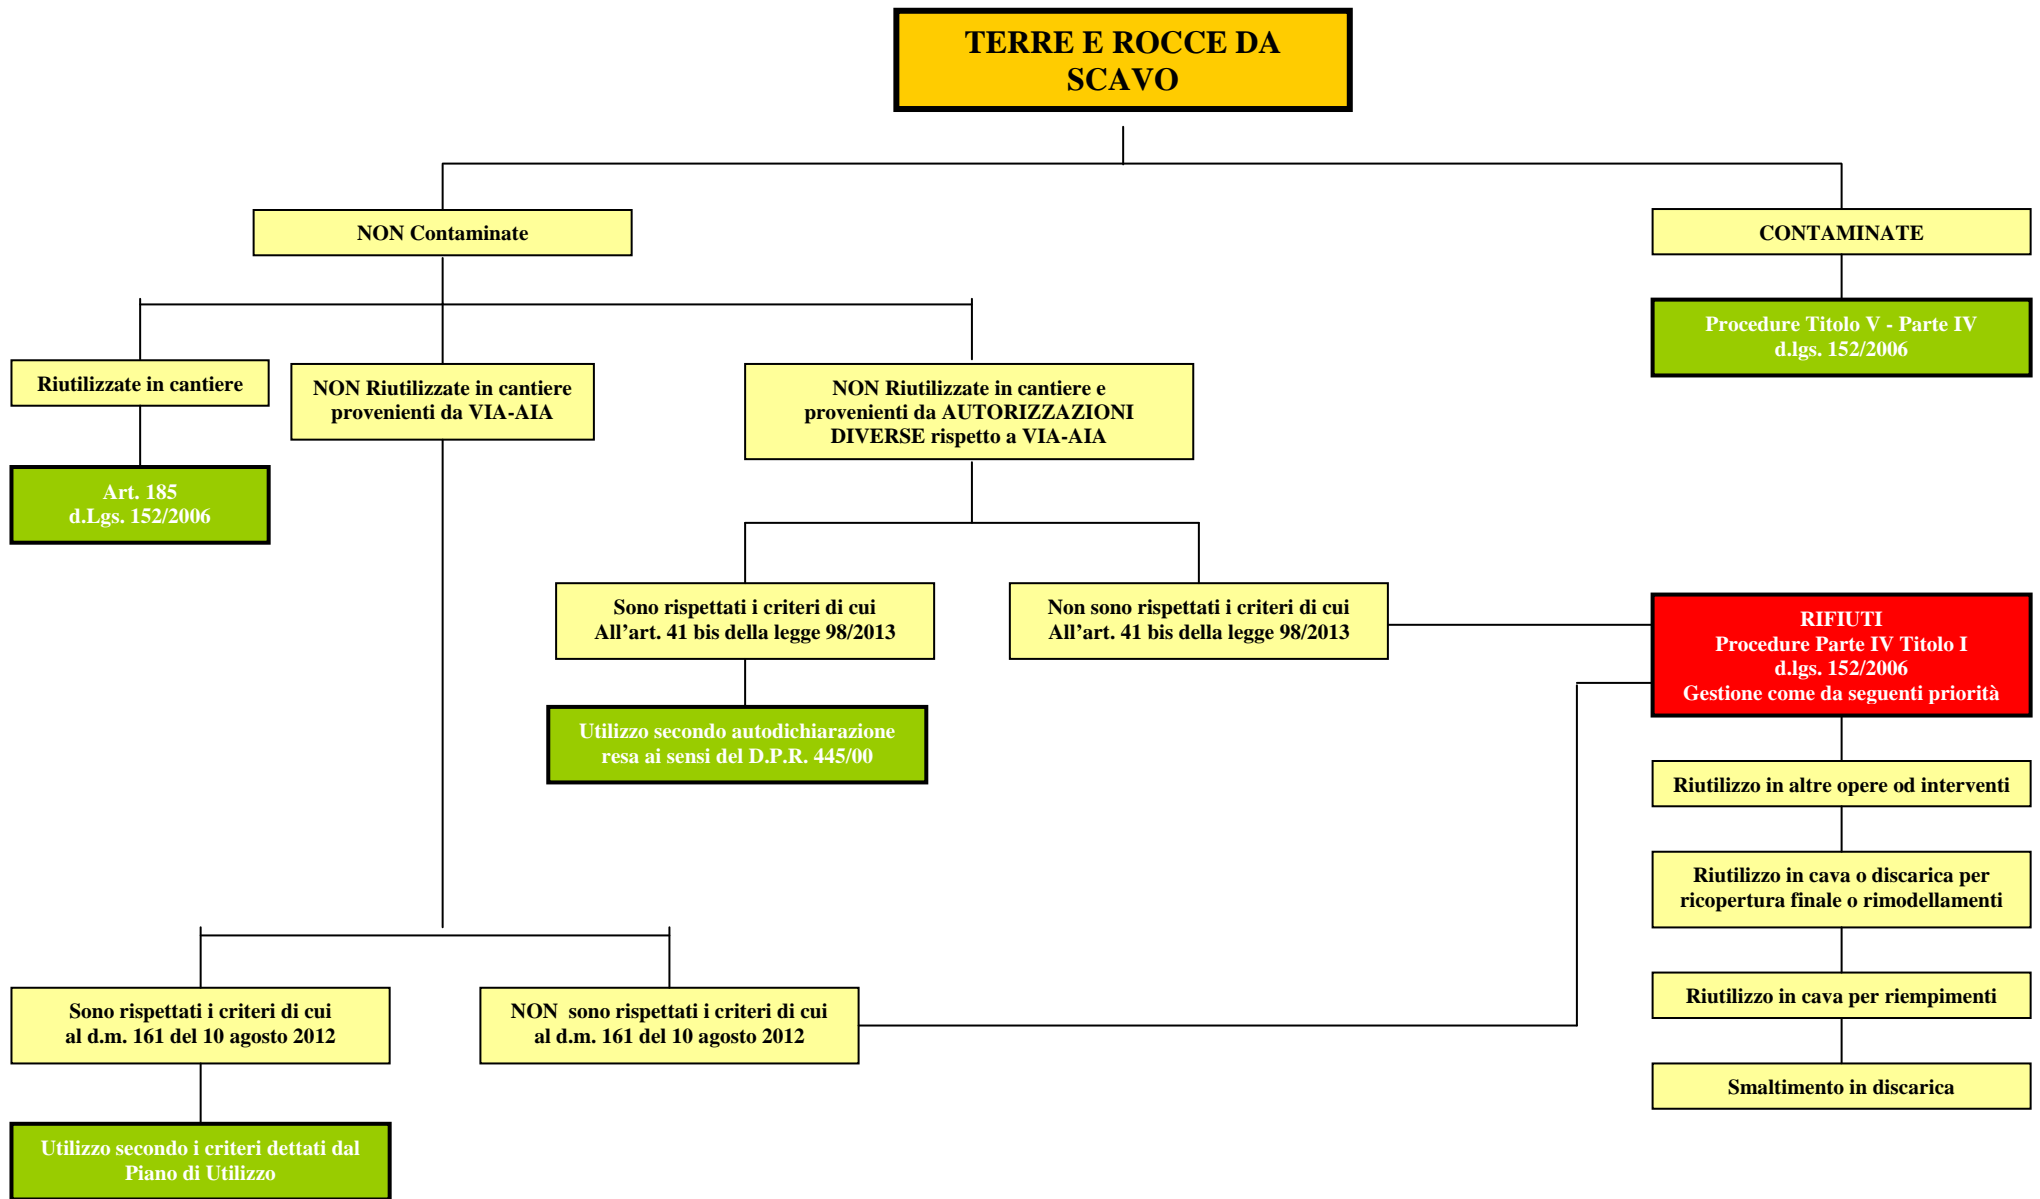 TERRE E ROCCE DA
SCAVO
NON Contaminate
CONTAMINATE
Procedure Titolo V - Parte IV
d.lgs. 152/2006
Riutilizzate in cantiere
NON Riutilizzate in cantiere
provenienti da VIA-AIA
NON Riutilizzate in cantiere e
provenienti da AUTORIZZAZIONI
DIVERSE rispetto a VIA-AIA
Art. 185
d.Lgs. 152/2006
Sono rispettati i criteri di cui
All’art. 41 bis della legge 98/2013
Non sono rispettati i criteri di cui
All’art. 41 bis della legge 98/2013
RIFIUTI
Procedure Parte IV Titolo I
d.lgs. 152/2006
Gestione come da seguenti priorità
Utilizzo secondo autodichiarazione
resa ai sensi del D.P.R. 445/00
Riutilizzo in altre opere od interventi
Riutilizzo in cava o discarica per
ricopertura finale o rimodellamenti
Riutilizzo in cava per riempimenti
Smaltimento in discarica
Sono rispettati i criteri di cui
al d.m. 161 del 10 agosto 2012
NON  sono rispettati i criteri di cui
al d.m. 161 del 10 agosto 2012
Utilizzo secondo i criteri dettati dal
Piano di Utilizzo